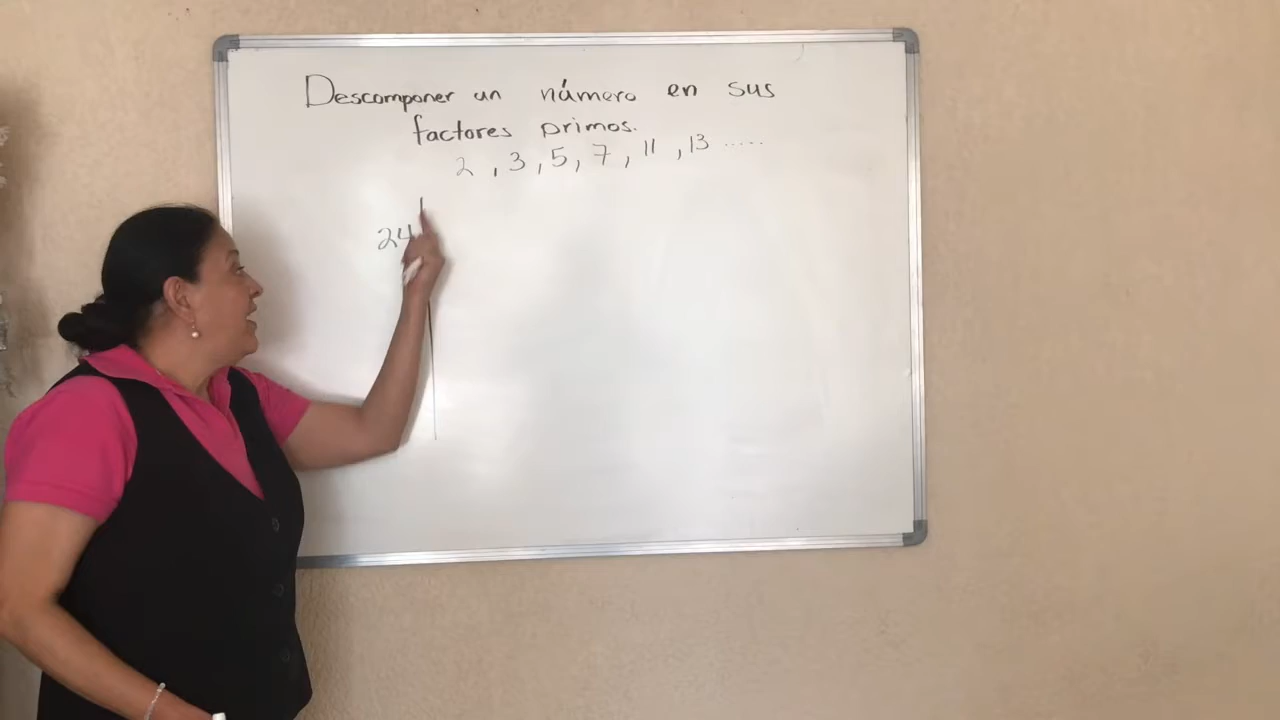 Descomponer un número en sus
factores primos.
2, 3, 5, 7, 11, 13 .....
24